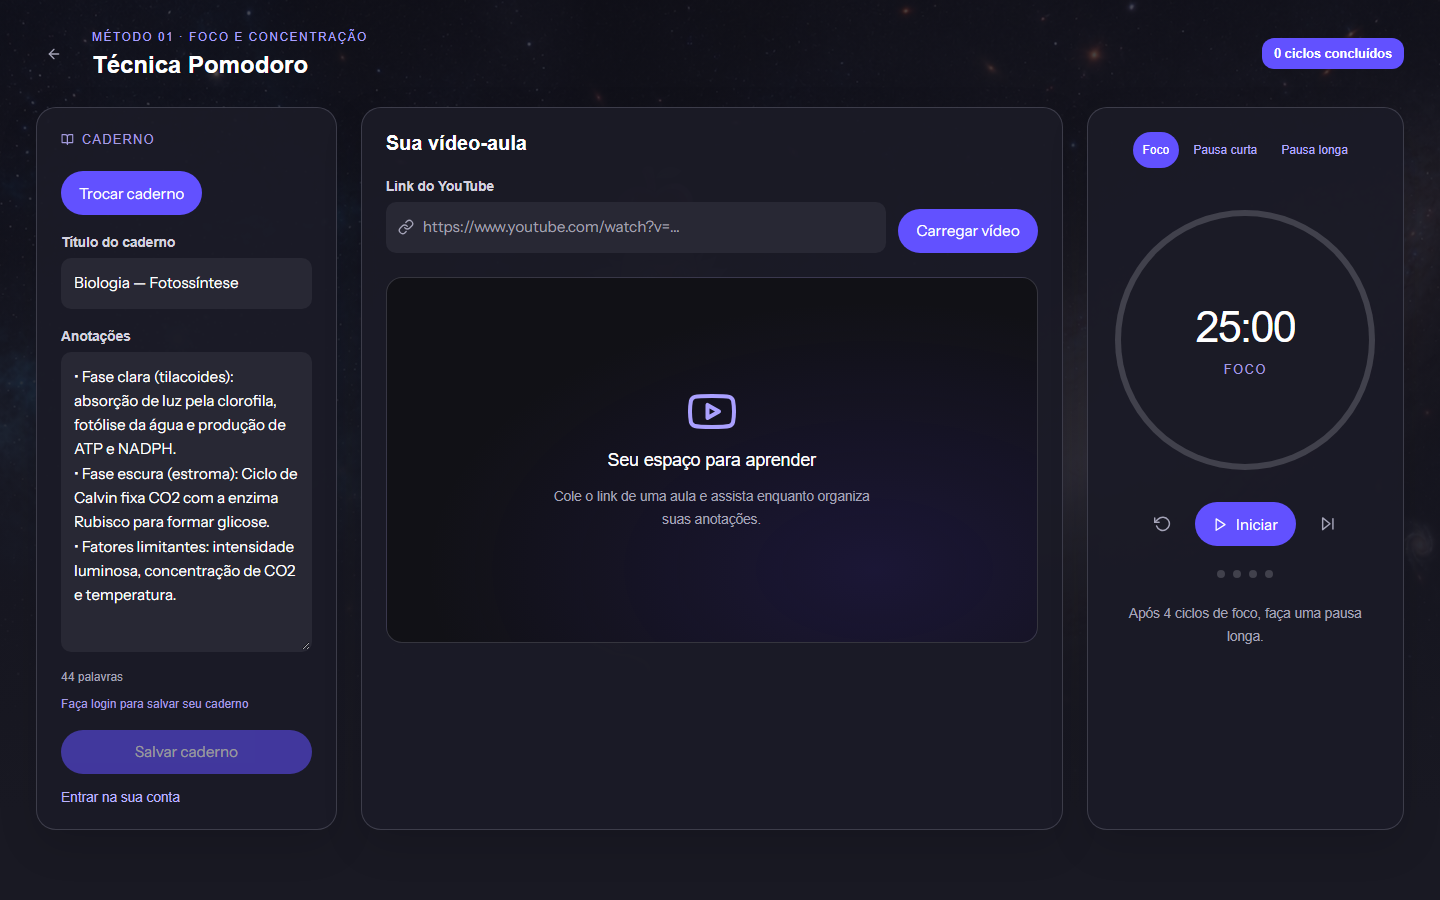 MÉTODO 01 · FOCO E CONCENTRAÇÃO
Técnica Pomodoro
0 ciclos concluídos
CADERNO
Trocar caderno
Título do caderno
Biologia — Fotossíntese
Anotações
• Fase clara (tilacoides):
absorção de luz pela clorofila,
fotólise da água e produção de
ATP e NADPH.
• Fase escura (estroma): Ciclo de
Calvin fixa CO2 com a enzima
Rubisco para formar glicose.
• Fatores limitantes: intensidade
luminosa, concentração de CO2
e temperatura.
44 palavras
Faça login para salvar seu caderno
Salvar caderno
Entrar na sua conta
Sua vídeo-aula
Link do YouTube
https://www.youtube.com/watch?v=...
Carregar vídeo
Seu espaço para aprender
Cole o link de uma aula e assista enquanto organiza
suas anotações.
Foco
Pausa curta
Pausa longa
25:00
FOCO
Iniciar
Após 4 ciclos de foco, faça uma pausa
longa.